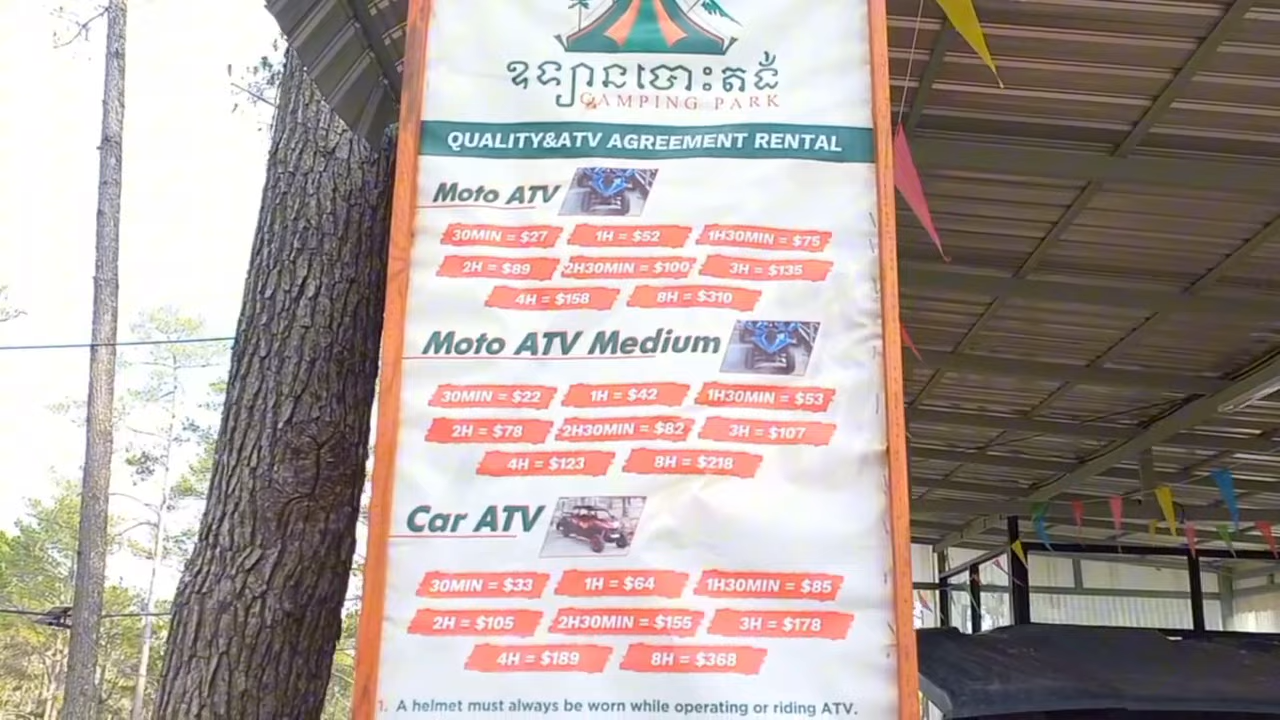 ឧទ្យានបោះតង់
CAMPING PARK
QUALITY&ATV AGREEMENT RENTAL
Moto ATV
30MIN = $27 1H = $52 1H30MIN = $75
2H = $89 2H30MIN = $100 3H = $135
4H = $158 8H = $310
Moto ATV Medium
30MIN = $22 1H = $42 1H30MIN = $53
2H = $78 2H30MIN = $82 3H = $107
4H = $123 8H = $218
Car ATV
30MIN = $33 1H = $64 1H30MIN = $85
2H = $105 2H30MIN = $155 3H = $178
4H = $189 8H = $368
1. A helmet must always be worn while operating or riding ATV.